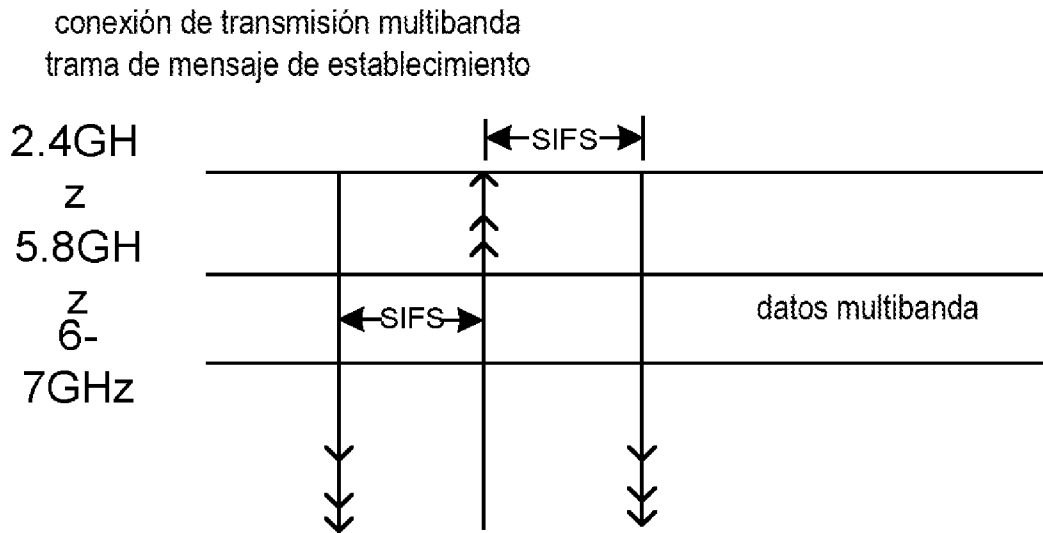 conexión de transmisión multibanda
trama de mensaje de establecimiento
2.4GH
z
5.8GH
z
6-
7GHz
SIFS
SIFS
datos multibanda